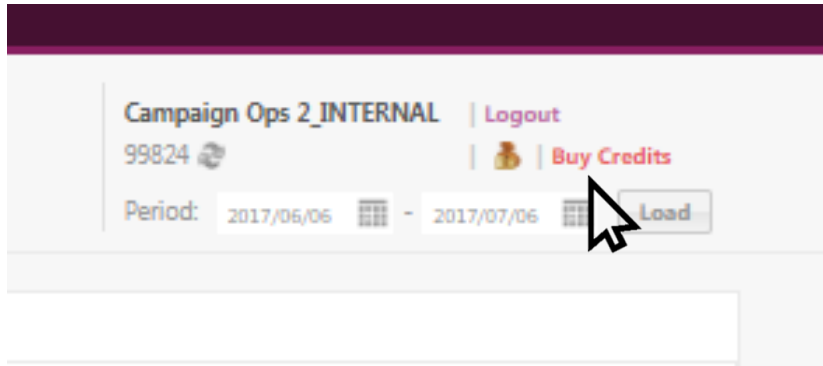 Campaign Ops 2_INTERNAL | Logout
99824 | | Buy Credits
Period: 2017/06/06 - 2017/07/06 Load